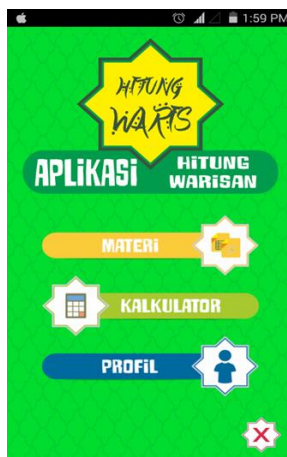 1:59 PM
HITUNG
WARIS
APLIKASI
HITUNG
WARISAN
MATERI
KALKULATOR
PROFIL